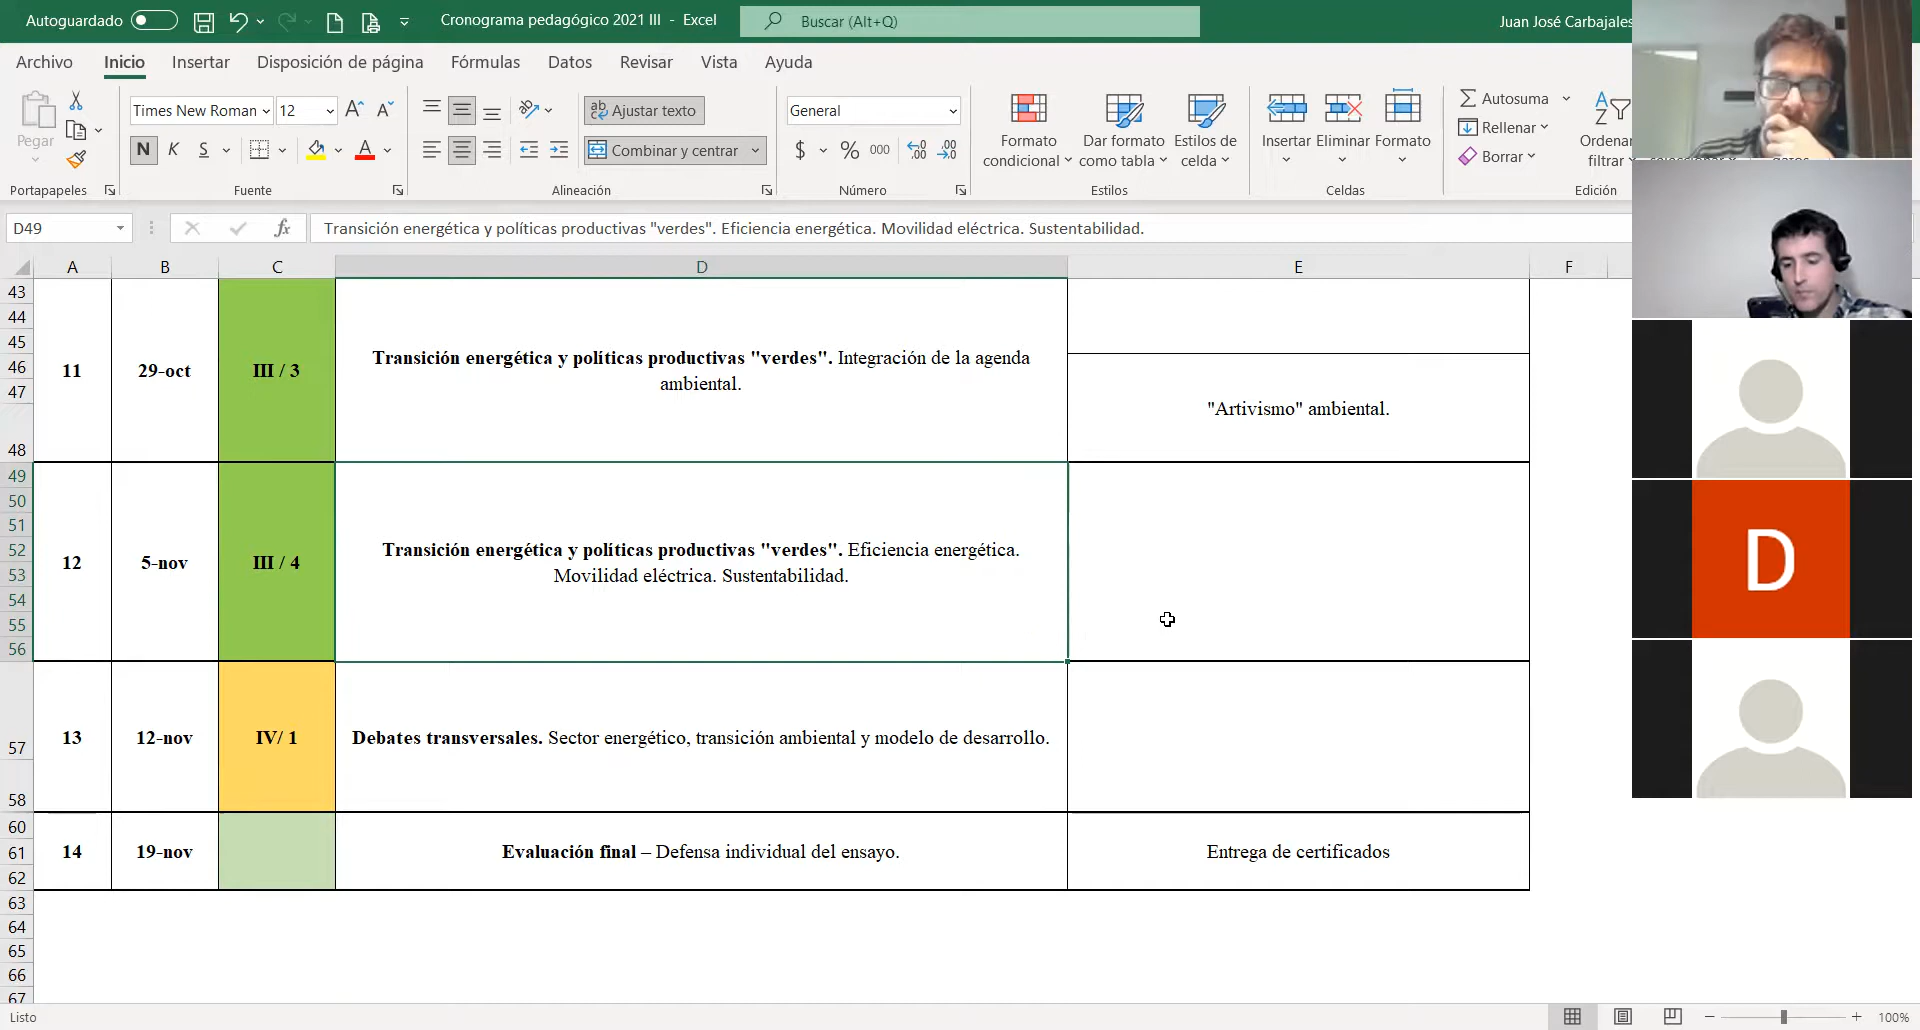 Autoguardado
Cronograma pedagógico 2021 III - Excel
Buscar (Alt+Q)
Juan José Carbajales
Archivo Inicio Insertar Disposición de página Fórmulas Datos Revisar Vista Ayuda
Pegar
Portapapeles
Times New Roman 12
N K S
Fuente
Ajustar texto
Combinar y centrar
Alineación
General
$ % 000
Número
Formato condicional
Dar formato como tabla
Estilos de celda
Estilos
Insertar Eliminar Formato
Celdas
Autosuma
Rellenar
Borrar
Ordenar
filtrar
Edición
D49
fx
Transición energética y políticas productivas "verdes". Eficiencia energética. Movilidad eléctrica. Sustentabilidad.
A B C D E F
43
44
45
46
47
48
11 29-oct III / 3
Transición energética y políticas productivas "verdes". Integración de la agenda
ambiental.
"Artivismo" ambiental.
49
50
51
52
53
54
55
56
12 5-nov III / 4
Transición energética y políticas productivas "verdes". Eficiencia energética.
Movilidad eléctrica. Sustentabilidad.
57
58
13 12-nov IV/ 1 Debates transversales. Sector energético, transición ambiental y modelo de desarrollo.
60
61
62
14 19-nov Evaluación final – Defensa individual del ensayo. Entrega de certificados
63
64
65
66
67
D
Listo
100%